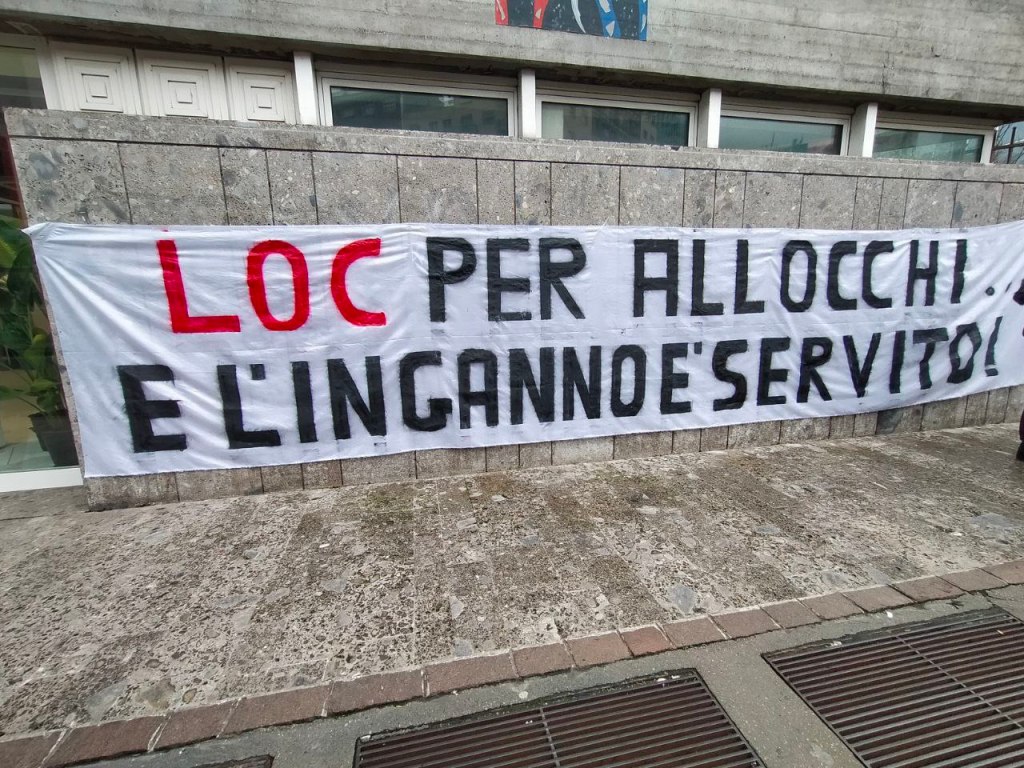 LOC PER ALLOCCHI..
E L'INGANNO E' SERVITO!